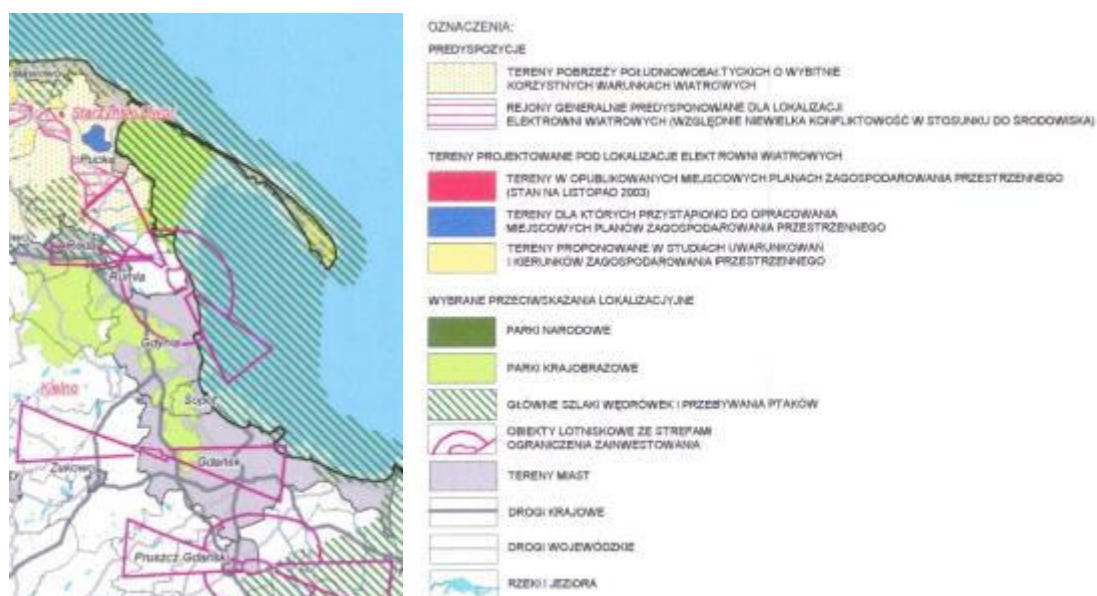 Puck
Reda
Rumia
Gdynia
Kielno
Sopot
Gdańsk
Żukowo
Pruszcz Gdański
OZNACZENIA:
PREDYSPOZYCJE
TERENY POBRZEŻY POŁUDNIOWOBAŁTYCKICH O WYBITNIE
KORZYSTNYCH WARUNKACH WIATROWYCH
REJONY GENERALNIE PREDYSPONOWANE DLA LOKALIZACJI
ELEKTROWNI WIATROWYCH (WZGLĘDNIE NIEWIELKA KONFLIKTOWOŚĆ W STOSUNKU DO ŚRODOWISKA)
TERENY PROJEKTOWANE POD LOKALIZACJE ELEKTROWNI WIATROWYCH
TERENY W OPUBLIKOWANYCH MIEJSCOWYCH PLANACH ZAGOSPODAROWANIA PRZESTRZENNEGO
(STAN NA LISTOPAD 2003)
TERENY DLA KTÓRYCH PRZYSTĄPIONO DO OPRACOWANIA
MIEJSCOWYCH PLANÓW ZAGOSPODAROWANIA PRZESTRZENNEGO
TERENY PROPONOWANE W STUDIACH UWARUNKOWAŃ
I KIERUNKÓW ZAGOSPODAROWANIA PRZESTRZENNEGO
WYBRANE PRZECIWSKAZANIA LOKALIZACYJNE
PARKI NARODOWE
PARKI KRAJOBRAZOWE
GŁÓWNE SZLAKI WĘDRÓWEK I PRZEBYWANIA PTAKÓW
OBIEKTY LOTNISKOWE ZE STREFAMI
OGRANICZENIA ZAINWESTOWANIA
TERENY MIAST
DROGI KRAJOWE
DROGI WOJEWÓDZKIE
RZEKI I JEZIORA